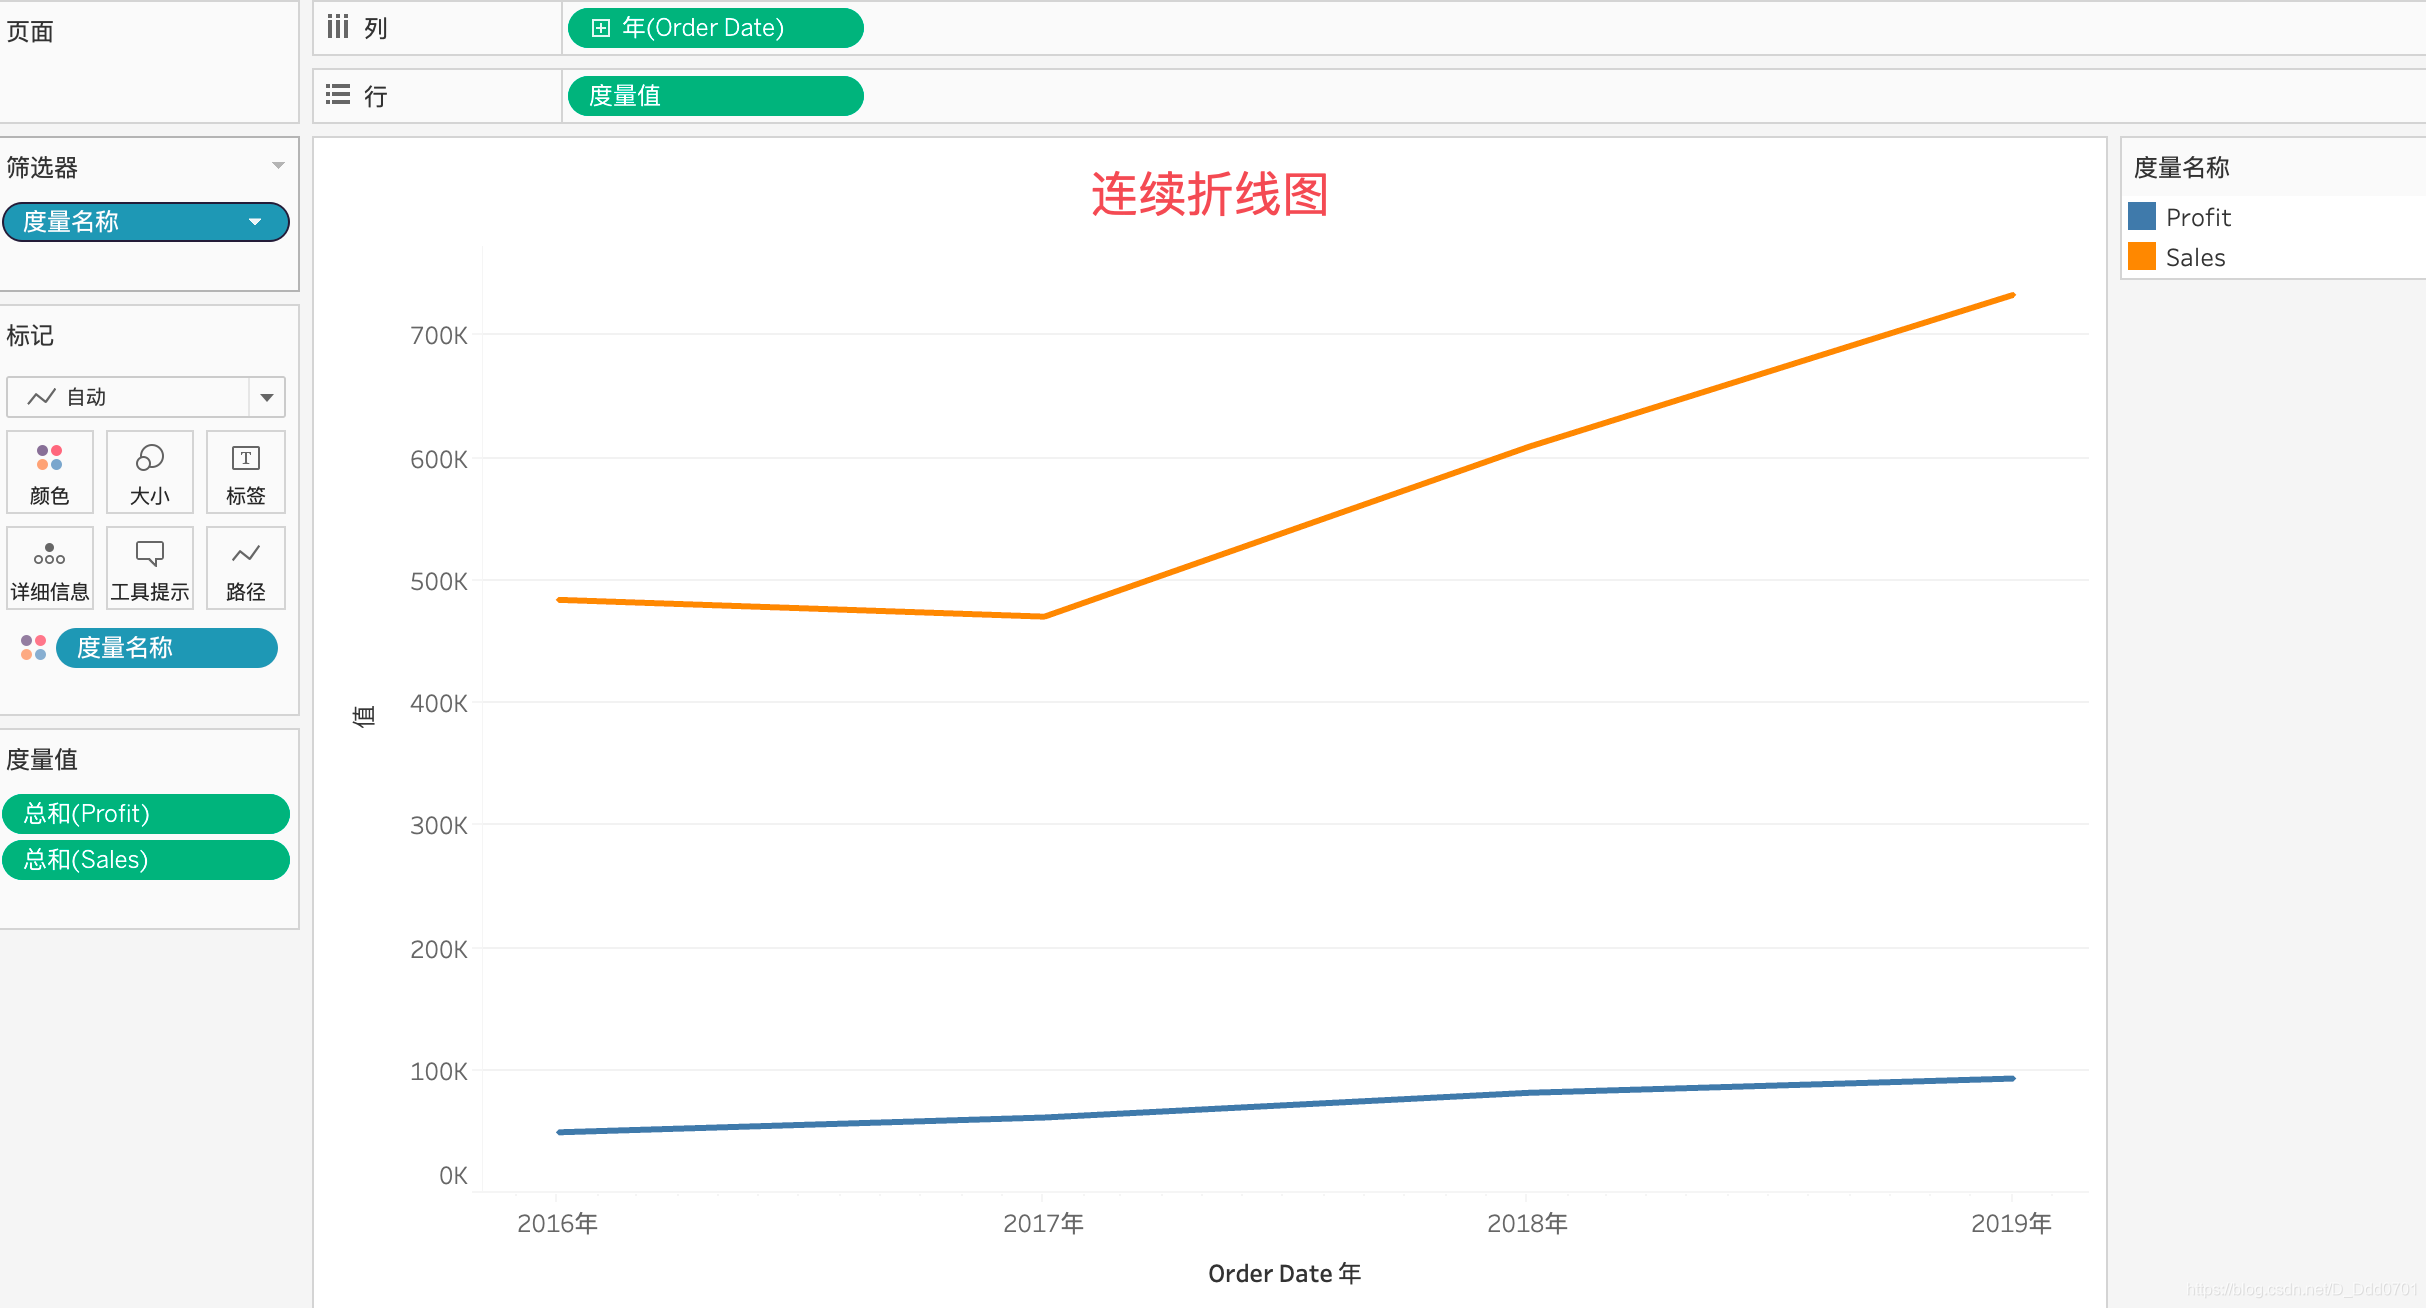 页面
列
年(Order Date)
行
度量值
筛选器
度量名称
标记
自动
颜色
大小
标签
详细信息
工具提示
路径
度量名称
度量值
总和(Profit)
总和(Sales)
连续折线图
700K
600K
500K
400K
300K
200K
100K
0K
值
2016年
2017年
2018年
2019年
Order Date 年
度量名称
Profit
Sales
https://blog.csdn.net/D_Ddd0701